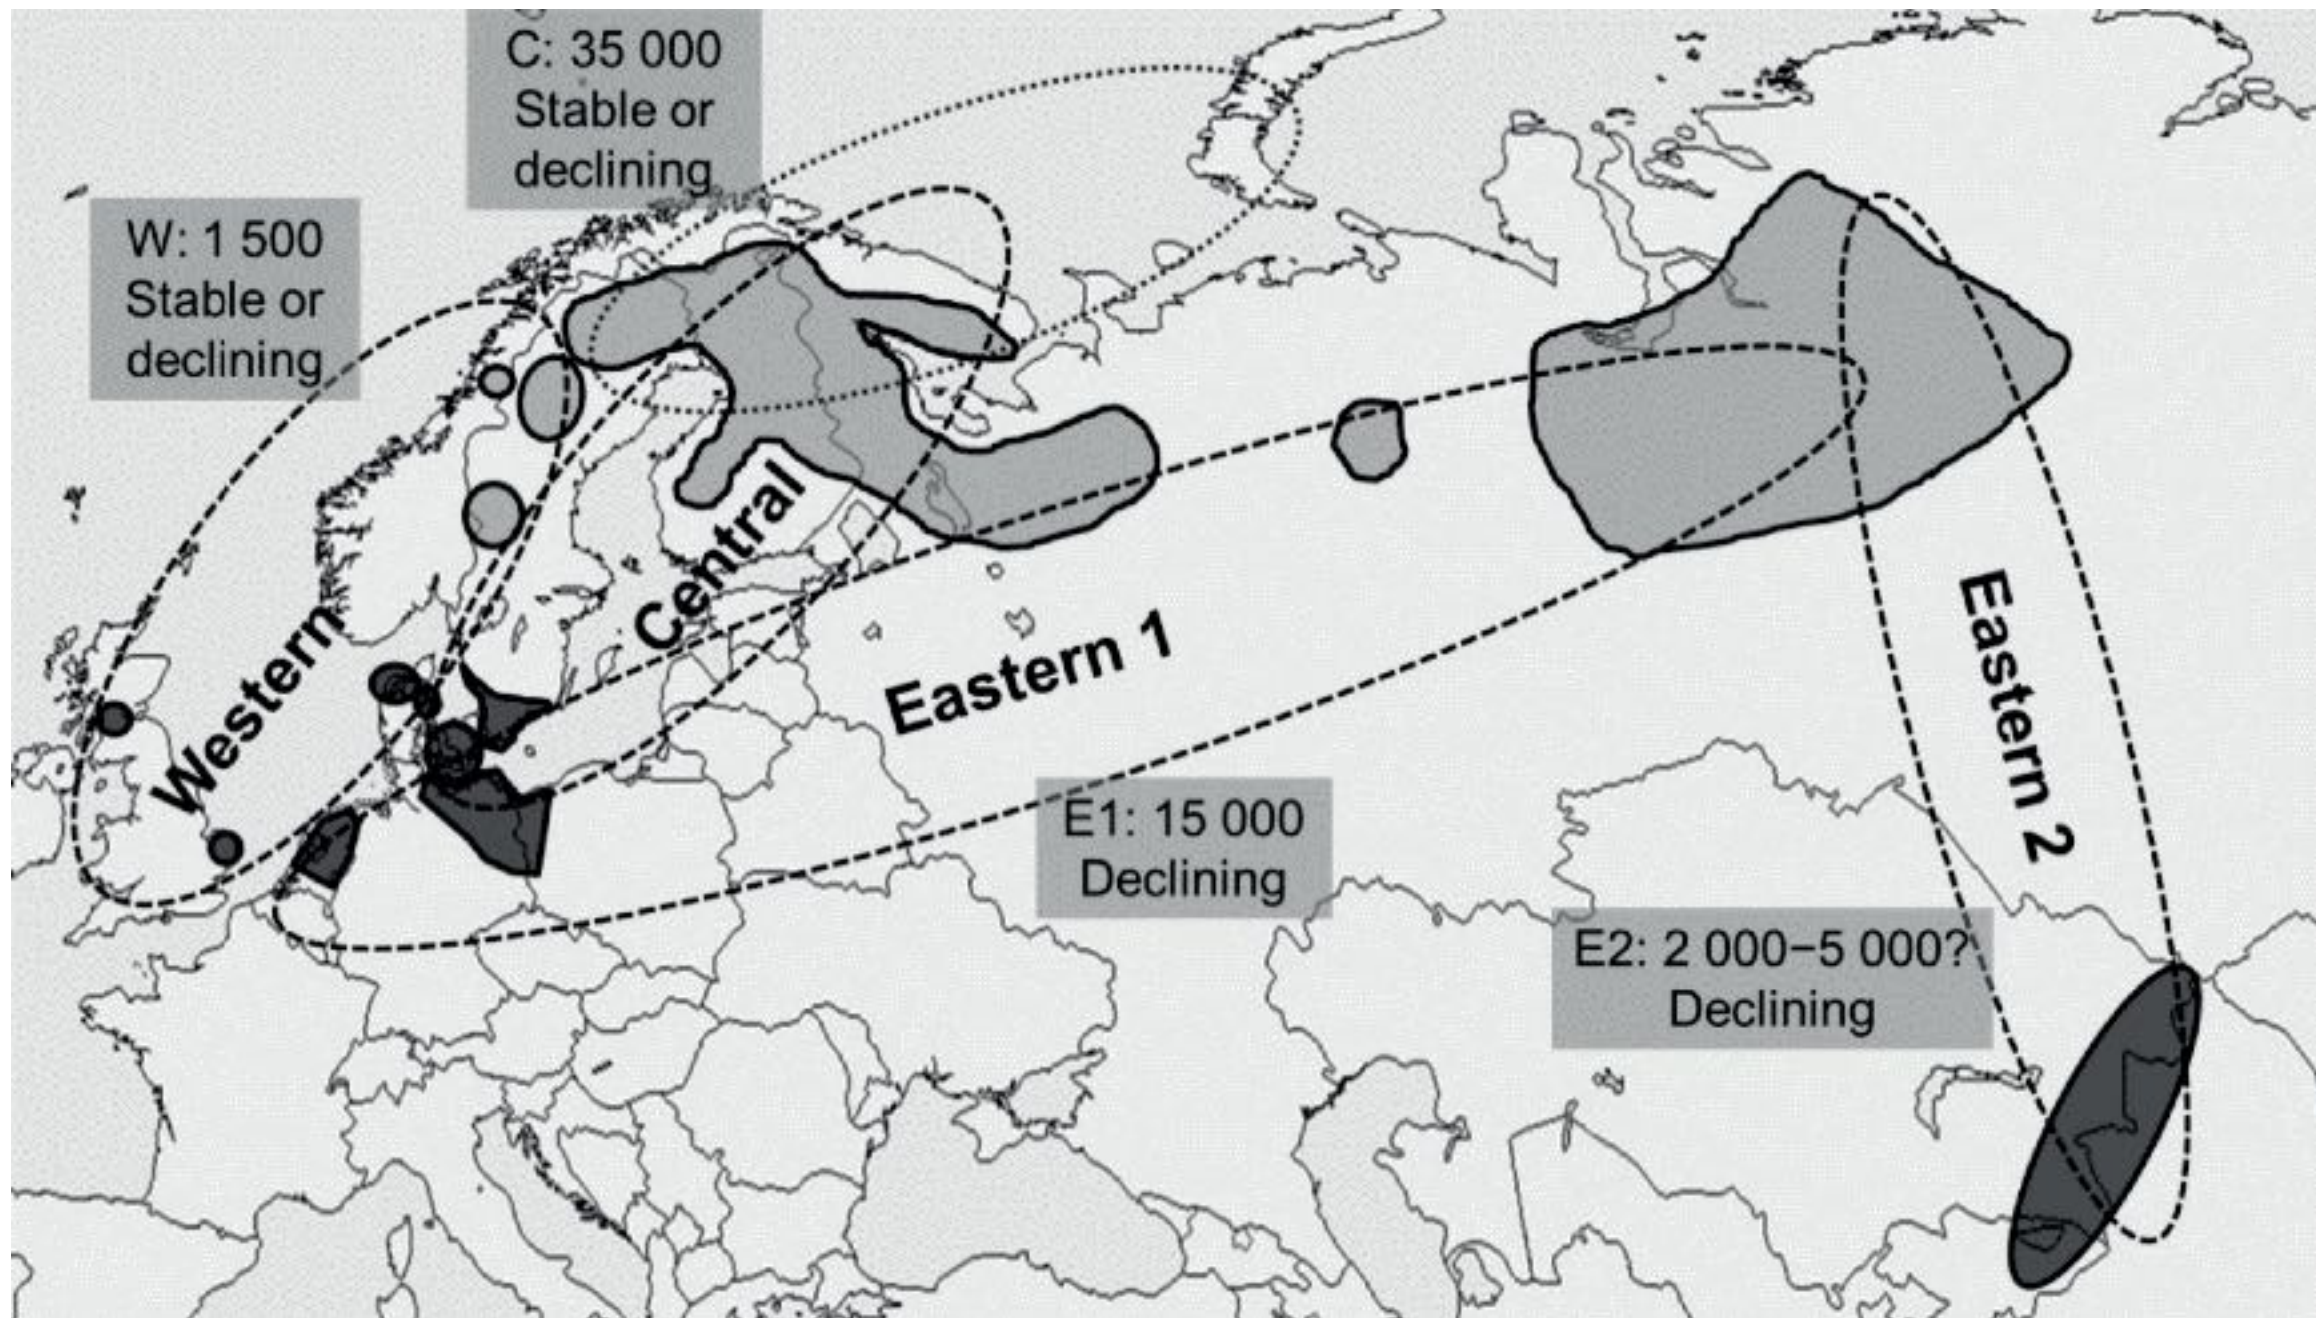 C: 35 000
Stable or
declining
W: 1 500
Stable or
declining
Western
Central
Eastern 1
Eastern 2
E1: 15 000
Declining
E2: 2 000–5 000?
Declining